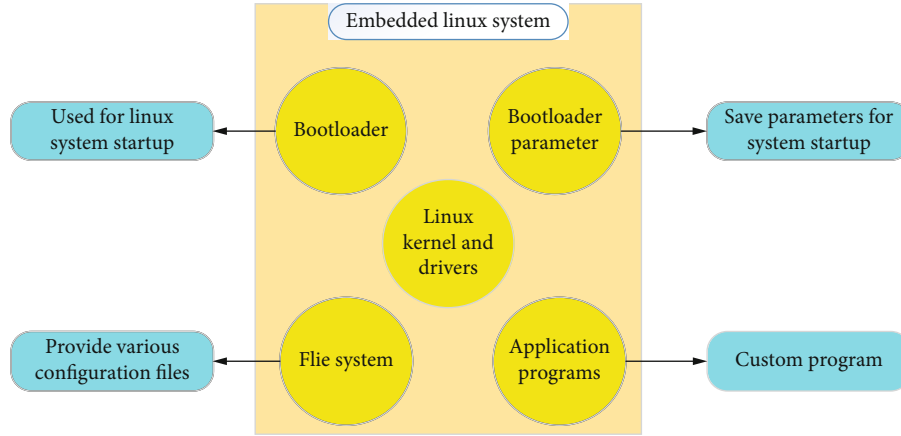 Embedded linux system
Used for linux
system startup
Bootloader
Bootloader
parameter
Save parameters for
system startup
Linux
kernel and
drivers
Provide various
configuration files
Flie system
Application
programs
Custom program